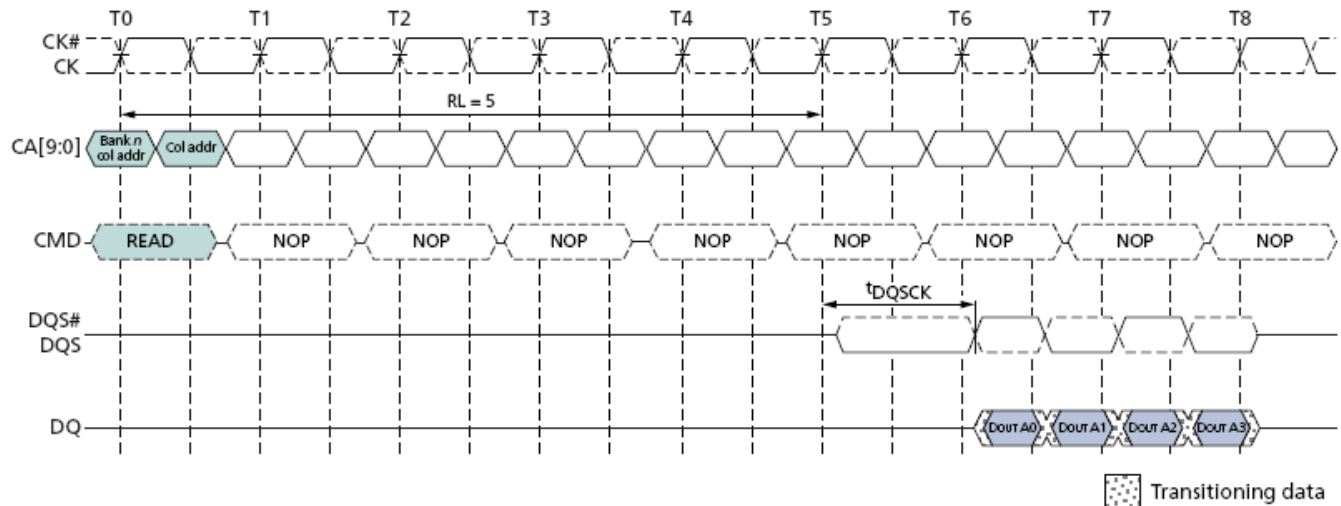 T0 T1 T2 T3 T4 T5 T6 T7 T8
CK#
CK
RL = 5
CA[9:0] Bank n col addr Col addr
CMD READ NOP NOP NOP NOP NOP NOP NOP NOP
tDQSCK
DQS#
DQS
DQ DOUT A0 DOUT A1 DOUT A2 DOUT A3
Transitioning data